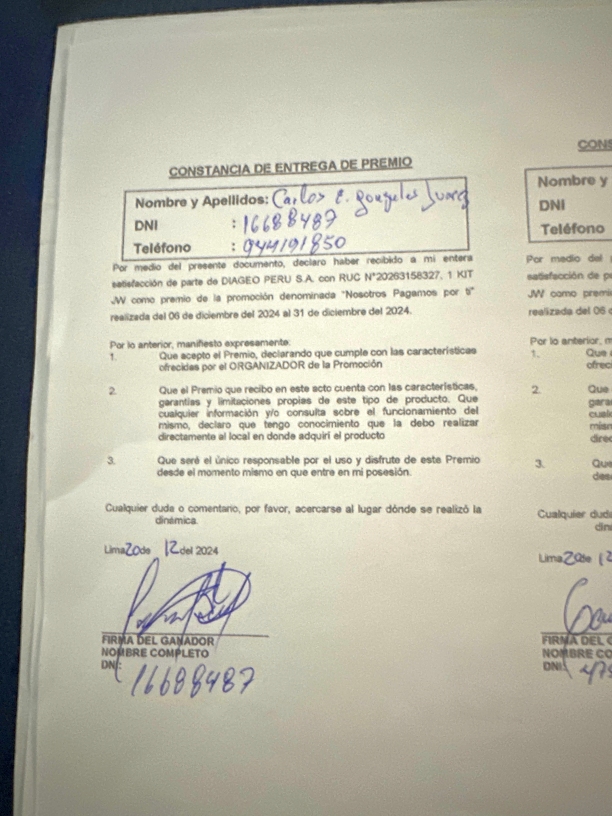 CONSTANCIA DE ENTREGA DE PREMIO
Nombre y Apellidos: Carlos E. Gonzales Juarez
DNI : 16688487
Teléfono : 944191850
Por medio del presente documento, declaro haber recibido a mi entera
satisfacción de parte de DIAGEO PERU S.A. con RUC N°20263158327, 1 KIT
JW como premio de la promoción denominada "Nosotros Pagamos por ti"
realizada del 06 de diciembre del 2024 al 31 de diciembre del 2024.
Por lo anterior, manifiesto expresamente:
1. Que acepto el Premio, declarando que cumple con las características
ofrecidas por el ORGANIZADOR de la Promoción
2. Que el Premio que recibo en este acto cuenta con las características,
garantías y limitaciones propias de este tipo de producto. Que
cualquier información y/o consulta sobre el funcionamiento del
mismo, declaro que tengo conocimiento que la debo realizar
directamente al local en donde adquirí el producto
3. Que seré el único responsable por el uso y disfrute de este Premio
desde el momento mismo en que entre en mi posesión.
Cualquier duda o comentario, por favor, acercarse al lugar dónde se realizó la
dinámica.
Lima 20 de 12 del 2024
FIRMA DEL GANADOR
NOMBRE COMPLETO
DNI: 16688487
CONS
Nombre y
DNI
Teléfono
Por medio del
satisfacción de p
JW como premi
realizada del 06
Por lo anterior, m
1. Que
ofreci
2. Que
gara
cual
mism
direc
3. Que
des
Cualquier dud
din
Lima 20 de 12
FIRMA DEL G
NOMBRE CO
DNI: 47